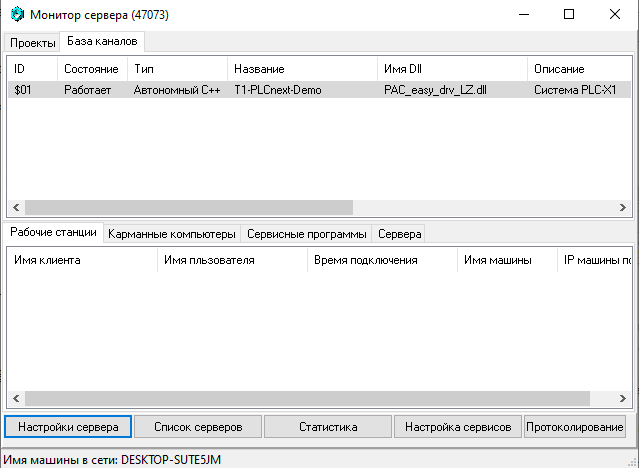 Монитор сервера (47073)
Проекты База каналов
ID Состояние Тип Название Имя Dll Описание
$01 Работает Автономный C++ T1-PLCnext-Demo PAC_easy_drv_LZ.dll Система PLC-X1
Рабочие станции Карманные компьютеры Сервисные программы Сервера
Имя клиента Имя пльзователя Время подключения Имя машины IP машины по
Настройки сервера Список серверов Статистика Настройка сервисов Протоколирование
Имя машины в сети: DESKTOP-SUTE5JM